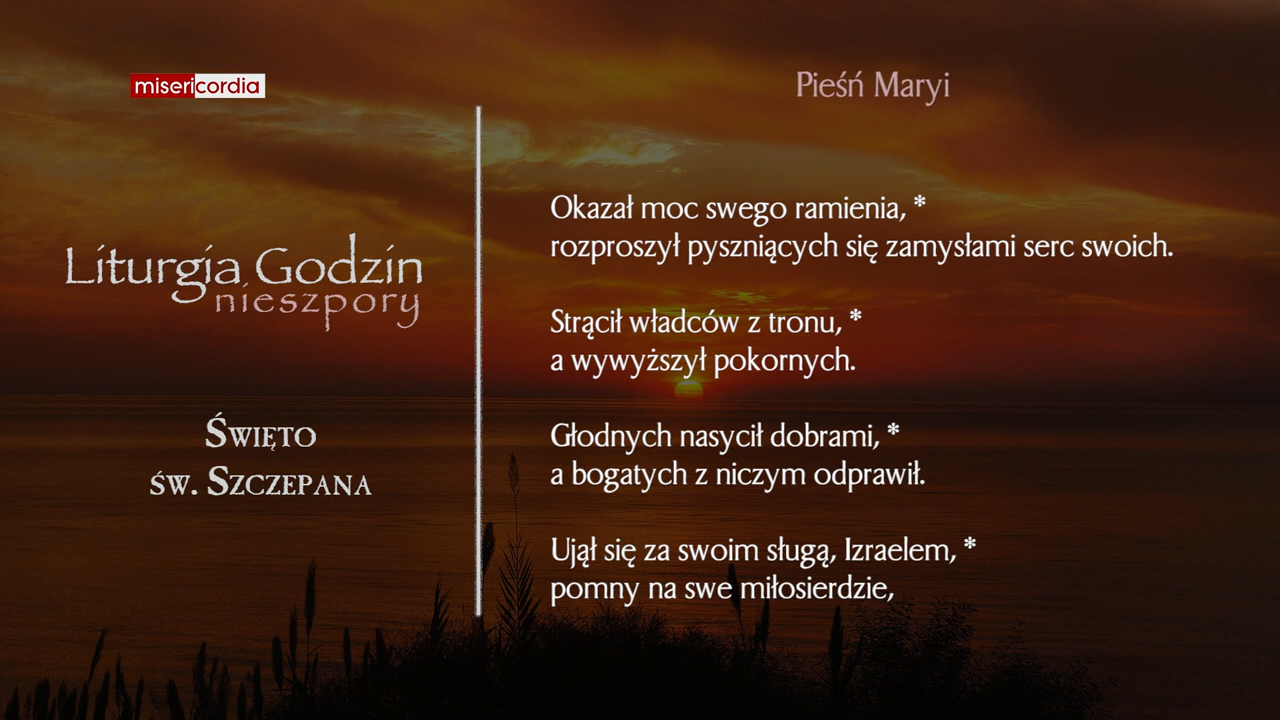 misericordia
Pieśń Maryi
Liturgia Godzin
nieszpory
Święto
św. Szczepana
Okazał moc swego ramienia, *
rozproszył pyszniących się zamysłami serc swoich.
Strącił władców z tronu, *
a wywyższył pokornych.
Głodnych nasycił dobrami, *
a bogatych z niczym odprawił.
Ujął się za swoim sługą, Izraelem, *
pomny na swe miłosierdzie,